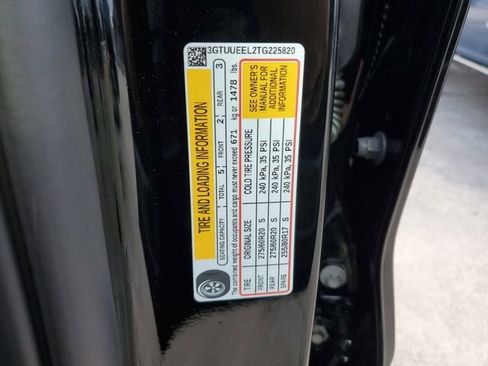 3GTUUEEL2TG225820
TIRE AND LOADING INFORMATION
SEATING CAPACITY TOTAL 5 FRONT 2 REAR 3
The combined weight of occupants and cargo must never exceed 671 kg or 1478 lbs.
TIRE ORIGINAL SIZE COLD TIRE PRESSURE
FRONT 275/60R20 S 240 kPa, 35 PSI
REAR 275/60R20 S 240 kPa, 35 PSI
SPARE 255/80R17 S 240 kPa, 35 PSI
SEE OWNER'S
MANUAL FOR
ADDITIONAL
INFORMATION